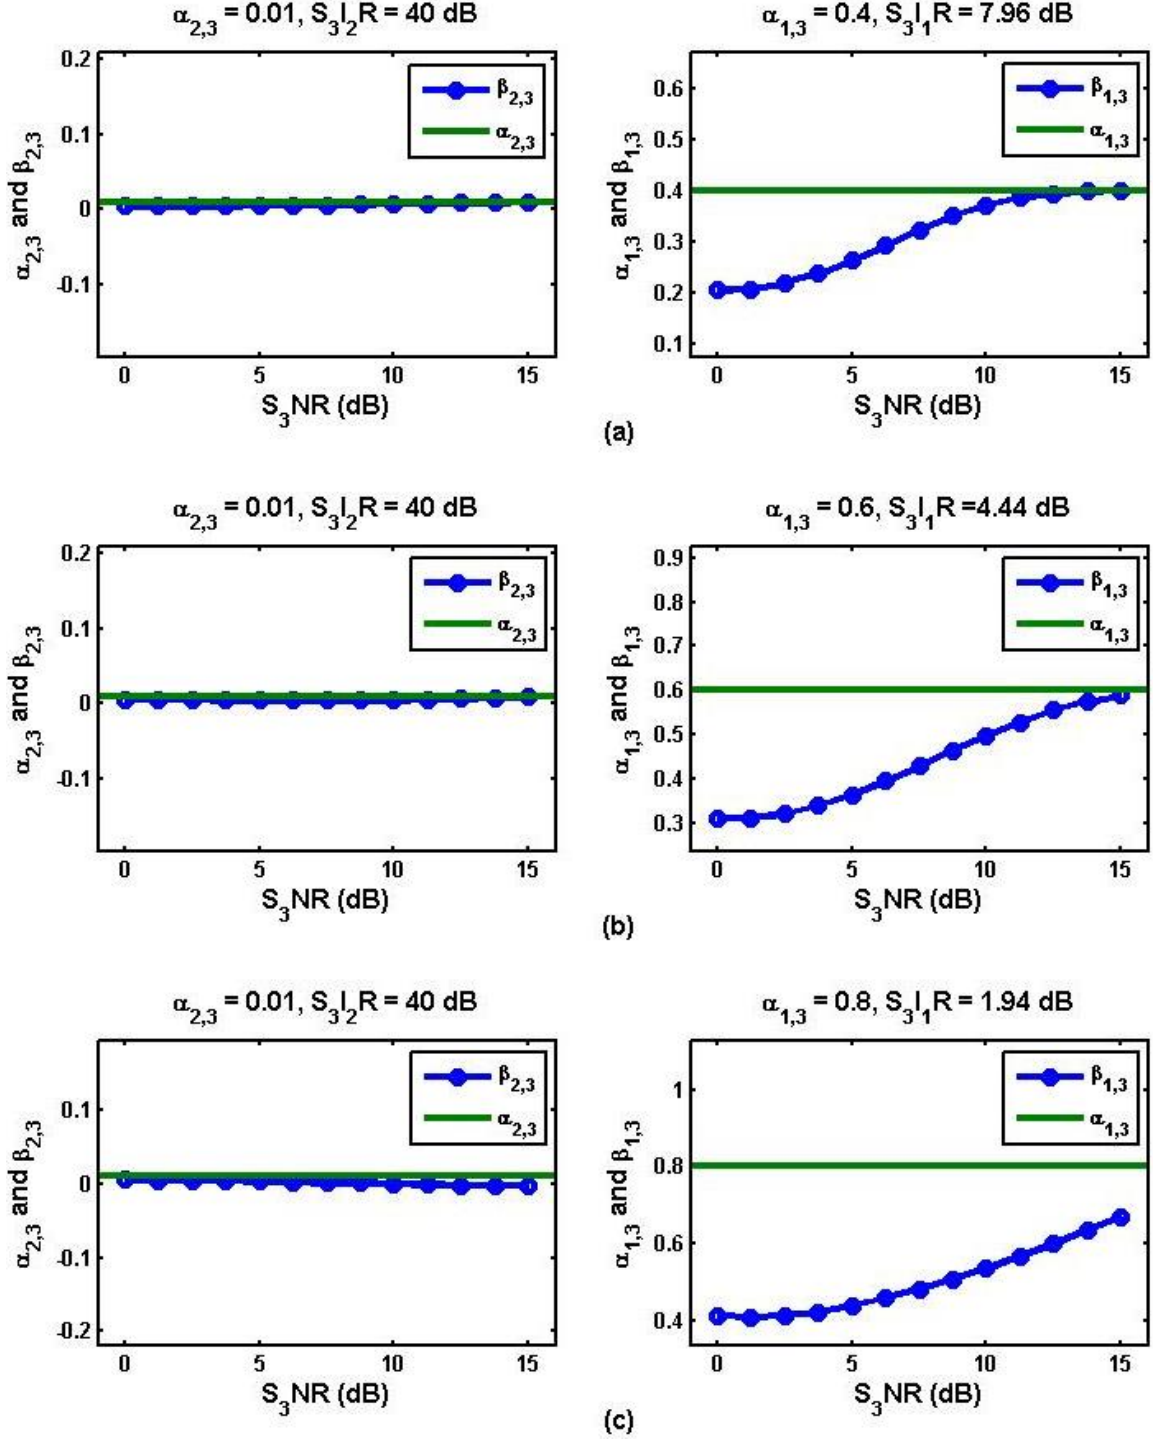 α2,3 = 0.01, S3I2R = 40 dB
α2,3 and β2,3
0.2
0.1
0
-0.1
β2,3
α2,3
0 5 10 15
S3NR (dB)
α1,3 = 0.4, S3I1R = 7.96 dB
α1,3 and β1,3
0.6
0.5
0.4
0.3
0.2
0.1
β1,3
α1,3
0 5 10 15
S3NR (dB)
(a)
α2,3 = 0.01, S3I2R = 40 dB
α2,3 and β2,3
0.2
0.1
0
-0.1
β2,3
α2,3
0 5 10 15
S3NR (dB)
α1,3 = 0.6, S3I1R =4.44 dB
α1,3 and β1,3
0.9
0.8
0.7
0.6
0.5
0.4
0.3
β1,3
α1,3
0 5 10 15
S3NR (dB)
(b)
α2,3 = 0.01, S3I2R = 40 dB
α2,3 and β2,3
0.1
0
-0.1
-0.2
β2,3
α2,3
0 5 10 15
S3NR (dB)
α1,3 = 0.8, S3I1R = 1.94 dB
α1,3 and β1,3
1
0.8
0.6
0.4
β1,3
α1,3
0 5 10 15
S3NR (dB)
(c)